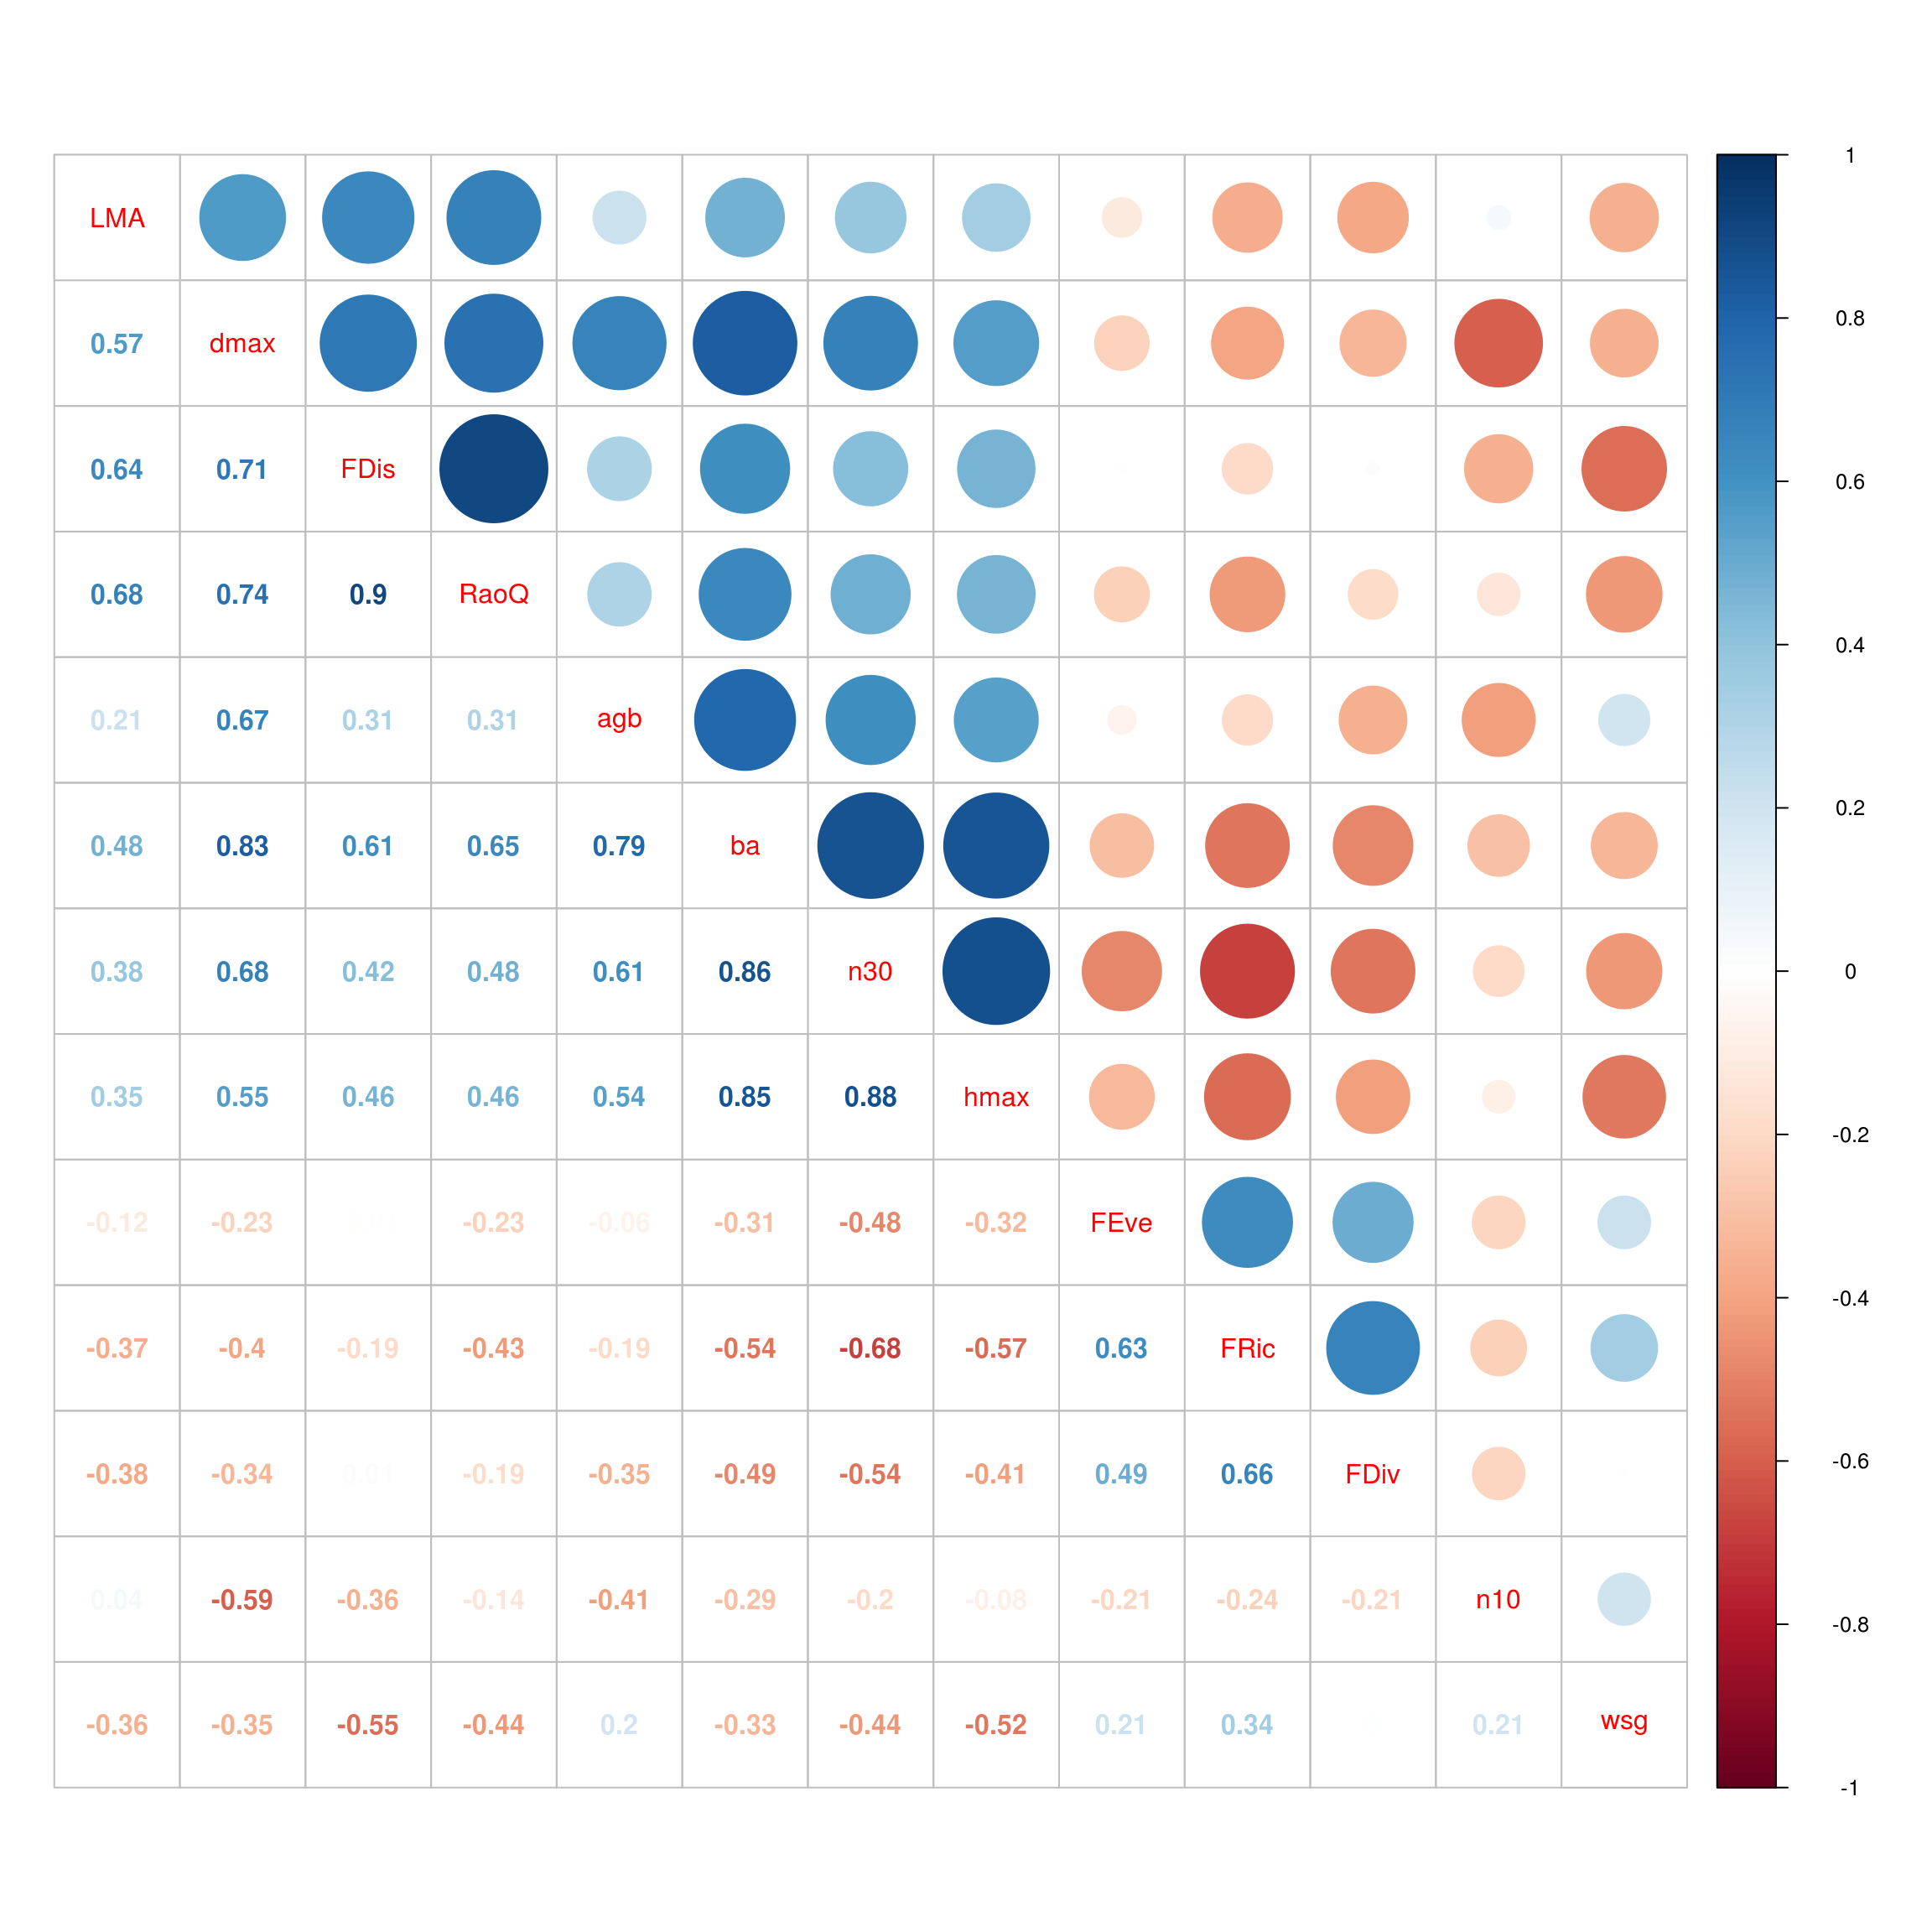 LMA
0.57 dmax
0.64 0.71 FDis
0.68 0.74 0.9 RaoQ
0.21 0.67 0.31 0.31 agb
0.48 0.83 0.61 0.65 0.79 ba
0.38 0.68 0.42 0.48 0.61 0.86 n30
0.35 0.55 0.46 0.46 0.54 0.85 0.88 hmax
-0.12 -0.23 -0.23 -0.06 -0.31 -0.48 -0.32 FEve
-0.37 -0.4 -0.19 -0.43 -0.19 -0.54 -0.68 -0.57 0.63 FRic
-0.38 -0.34 0.01 -0.19 -0.35 -0.49 -0.54 -0.41 0.49 0.66 FDiv
0.04 -0.59 -0.36 -0.14 -0.41 -0.29 -0.2 -0.08 -0.21 -0.24 -0.21 n10
-0.36 -0.35 -0.55 -0.44 0.2 -0.33 -0.44 -0.52 0.21 0.34 0.21 wsg
1
0.8
0.6
0.4
0.2
0
-0.2
-0.4
-0.6
-0.8
-1